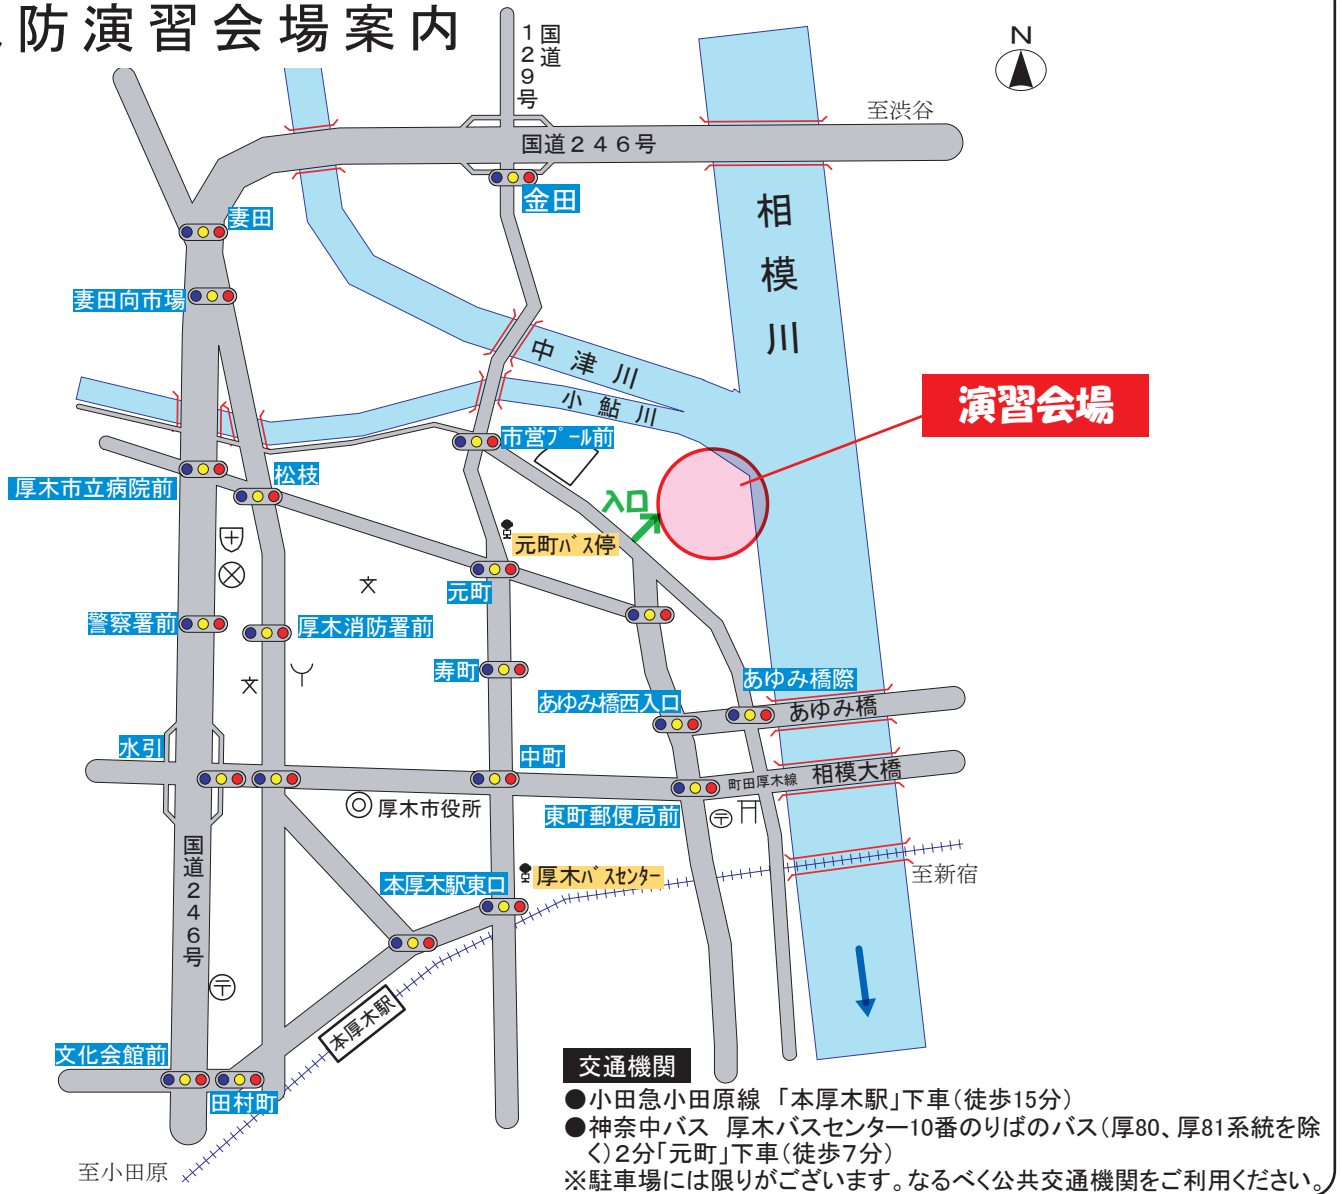 防演習会場案内
国道129号
N
至渋谷
国道246号
金田
妻田
相模川
妻田向市場
中津川
小鮎川
演習会場
市営プール前
松枝
厚木市立病院前
入口
元町バス停
元町
警察署前
厚木消防署前
文
寿町
文
あゆみ橋際
あゆみ橋西入口
あゆみ橋
水引
中町
町田厚木線
相模大橋
厚木市役所
東町郵便局前
〒
国道246号
本厚木駅東口
厚木バスセンター
至新宿
〒
本厚木駅
文化会館前
田村町
至小田原
交通機関
●小田急小田原線 「本厚木駅」下車(徒歩15分)
●神奈中バス 厚木バスセンター10番のりばのバス(厚80、厚81系統を除
く)2分「元町」下車(徒歩7分)
※駐車場には限りがございます。なるべく公共交通機関をご利用ください。